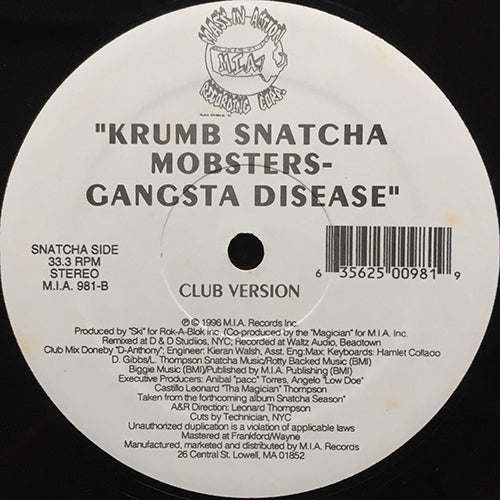 MASS IN ACTION
M.I.A.
RECORDING CORP.
"KRUMB SNATCHA
MOBSTERS-
GANGSTA DISEASE"
SNATCHA SIDE
33.3 RPM
STEREO
M.I.A. 981-B
6 35625 00981 9
CLUB VERSION
℗ © 1996 M.I.A. Records Inc.
Produced by "Ski" for Rok-A-Blok Inc (Co-produced by the "Magician" for M.I.A. Inc.
Remixed at D & D Studiios, NYC, Recorded at Waltz Audio, Beadtown
Club Mix Doneby "D-Anthony"; Engineer: Kieran Walsh, Asst. Eng:Max; Keyboards: Hamlet Collado
D. Gibbs/L. Thompson Snatcha Music/Rotty Backed Music (BMI)
Biggie Music (BMI)/Published by M.I.A. Publishing (BMI)
Executive Producers: Anibal "pacc" Torres, Angelo "Low Doe"
Castillo Leonard "Tha Magician" Thompson
Taken from the forthcoming album Snatcha Season"
A&R Direction: Leonard Thompson
Cuts by Technician, NYC
Unauthorized duplication is a violation of applicable laws
Mastered at Frankford/Wayne
Manufactured, marketed and distributed by M.I.A. Records
26 Central St. Lowell, MA 01852